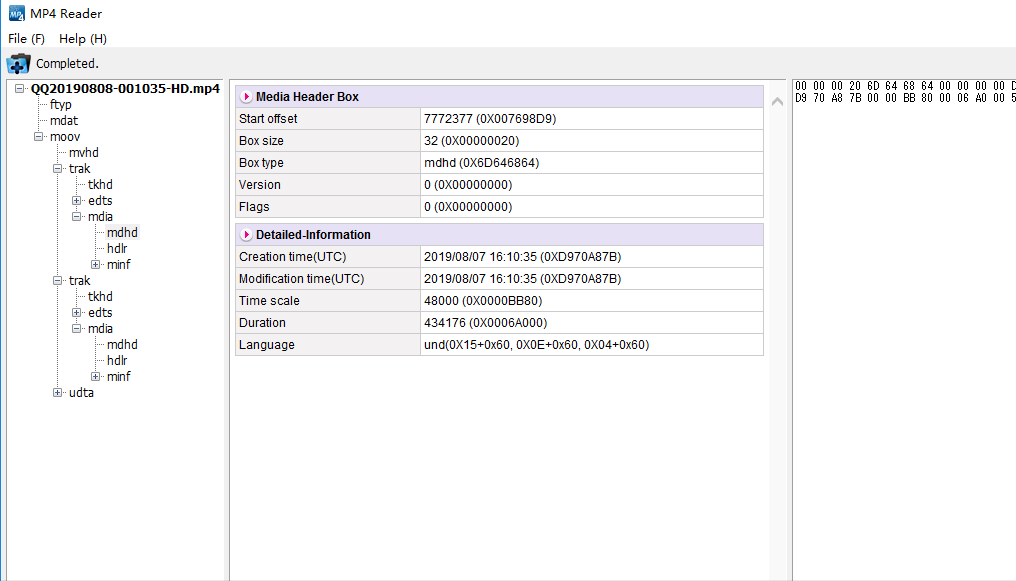 MP4 Reader
File (F) Help (H)
Completed.
QQ20190808-001035-HD.mp4
ftyp
mdat
moov
mvhd
trak
tkhd
edts
mdia
mdhd
hdlr
minf
trak
tkhd
edts
mdia
mdhd
hdlr
minf
udta
Media Header Box
Start offset 7772377 (0X007698D9)
Box size 32 (0X00000020)
Box type mdhd (0X6D646864)
Version 0 (0X00000000)
Flags 0 (0X00000000)
Detailed-Information
Creation time(UTC) 2019/08/07 16:10:35 (0XD970A87B)
Modification time(UTC) 2019/08/07 16:10:35 (0XD970A87B)
Time scale 48000 (0X0000BB80)
Duration 434176 (0X0006A000)
Language und(0X15+0x60, 0X0E+0x60, 0X04+0x60)
00 00 00 20 6D 64 68 64 00 00 00 00
D9 70 A8 7B 00 00 BB 80 00 06 A0 00